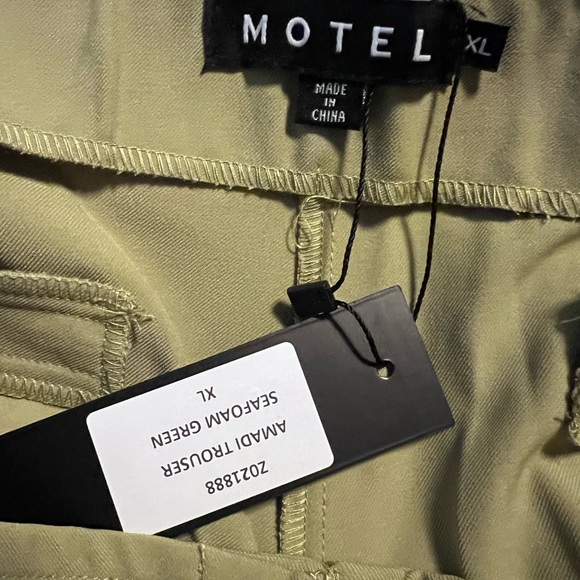 MOTEL
XL
MADE
IN
CHINA
Z021888
AMADI TROUSER
SEAFOAM GREEN
XL